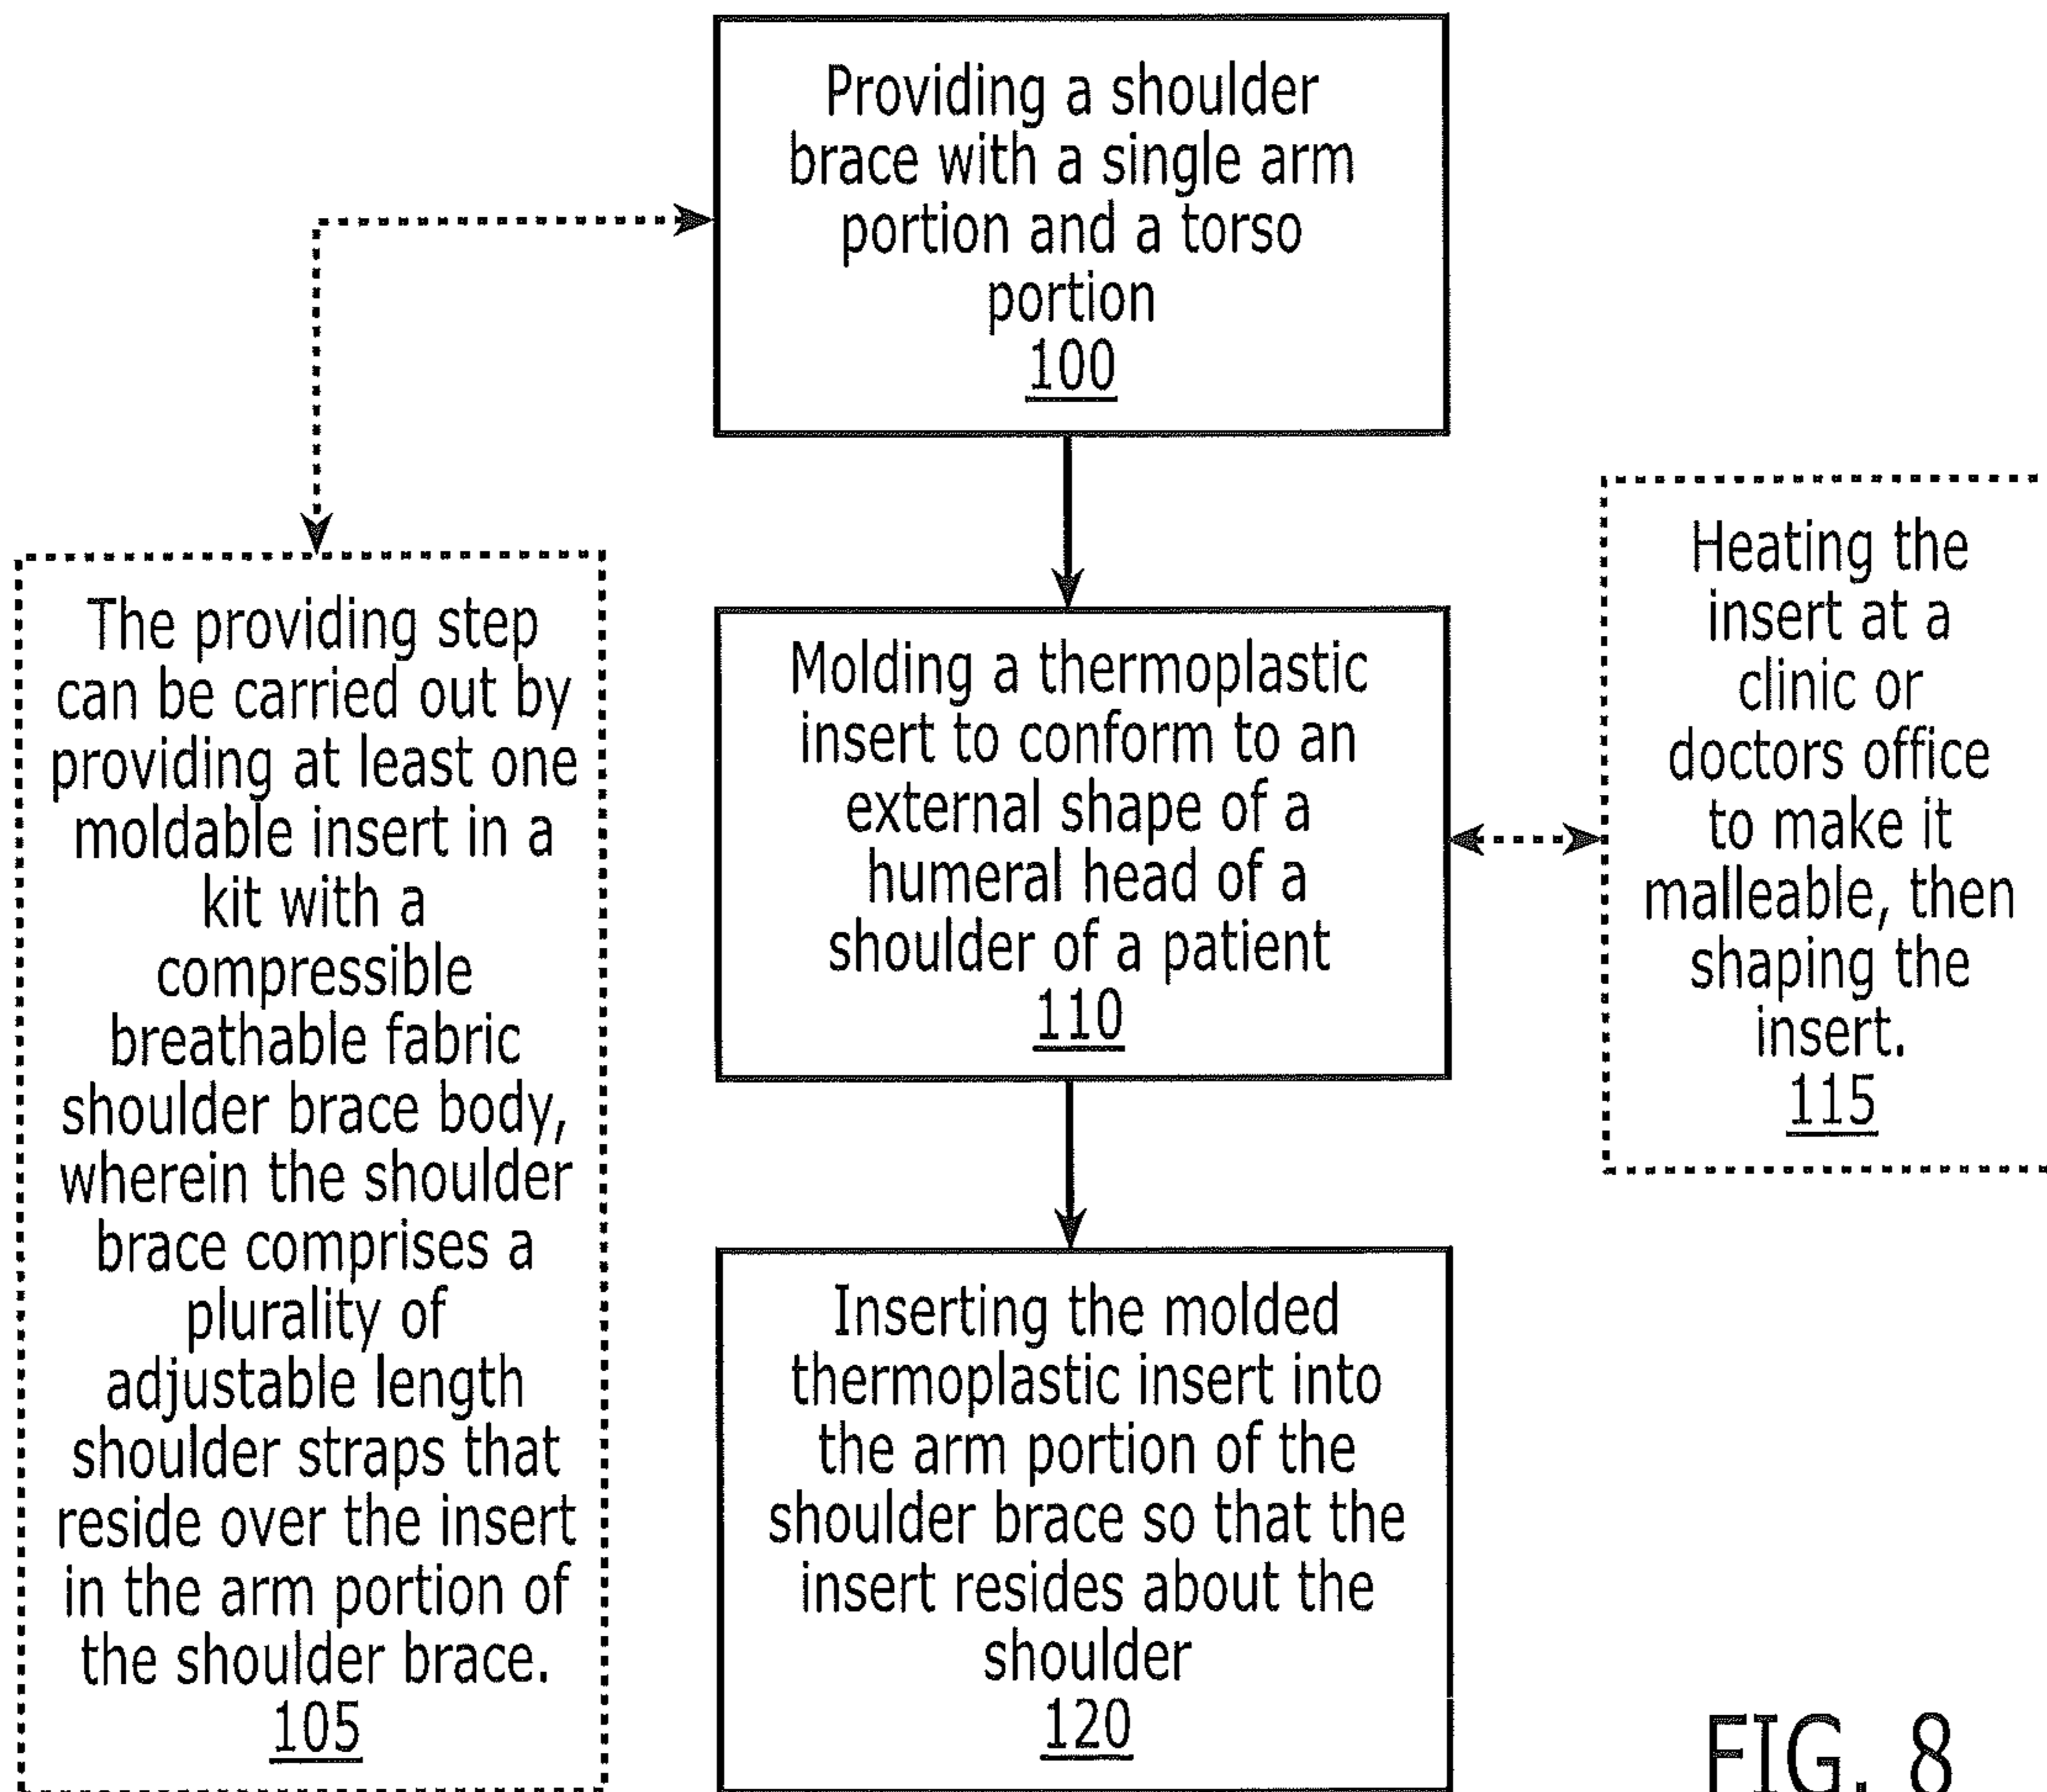 Providing a shoulder
brace with a single arm
portion and a torso
portion
100
The providing step
can be carried out by
providing at least one
moldable insert in a
kit with a
compressible
breathable fabric
shoulder brace body,
wherein the shoulder
brace comprises a
plurality of
adjustable length
shoulder straps that
reside over the insert
in the arm portion of
the shoulder brace.
105
Molding a thermoplastic
insert to conform to an
external shape of a
humeral head of a
shoulder of a patient
110
Heating the
insert at a
clinic or
doctors office
to make it
malleable, then
shaping the
insert.
115
Inserting the molded
thermoplastic insert into
the arm portion of the
shoulder brace so that the
insert resides about the
shoulder
120
FIG. 8